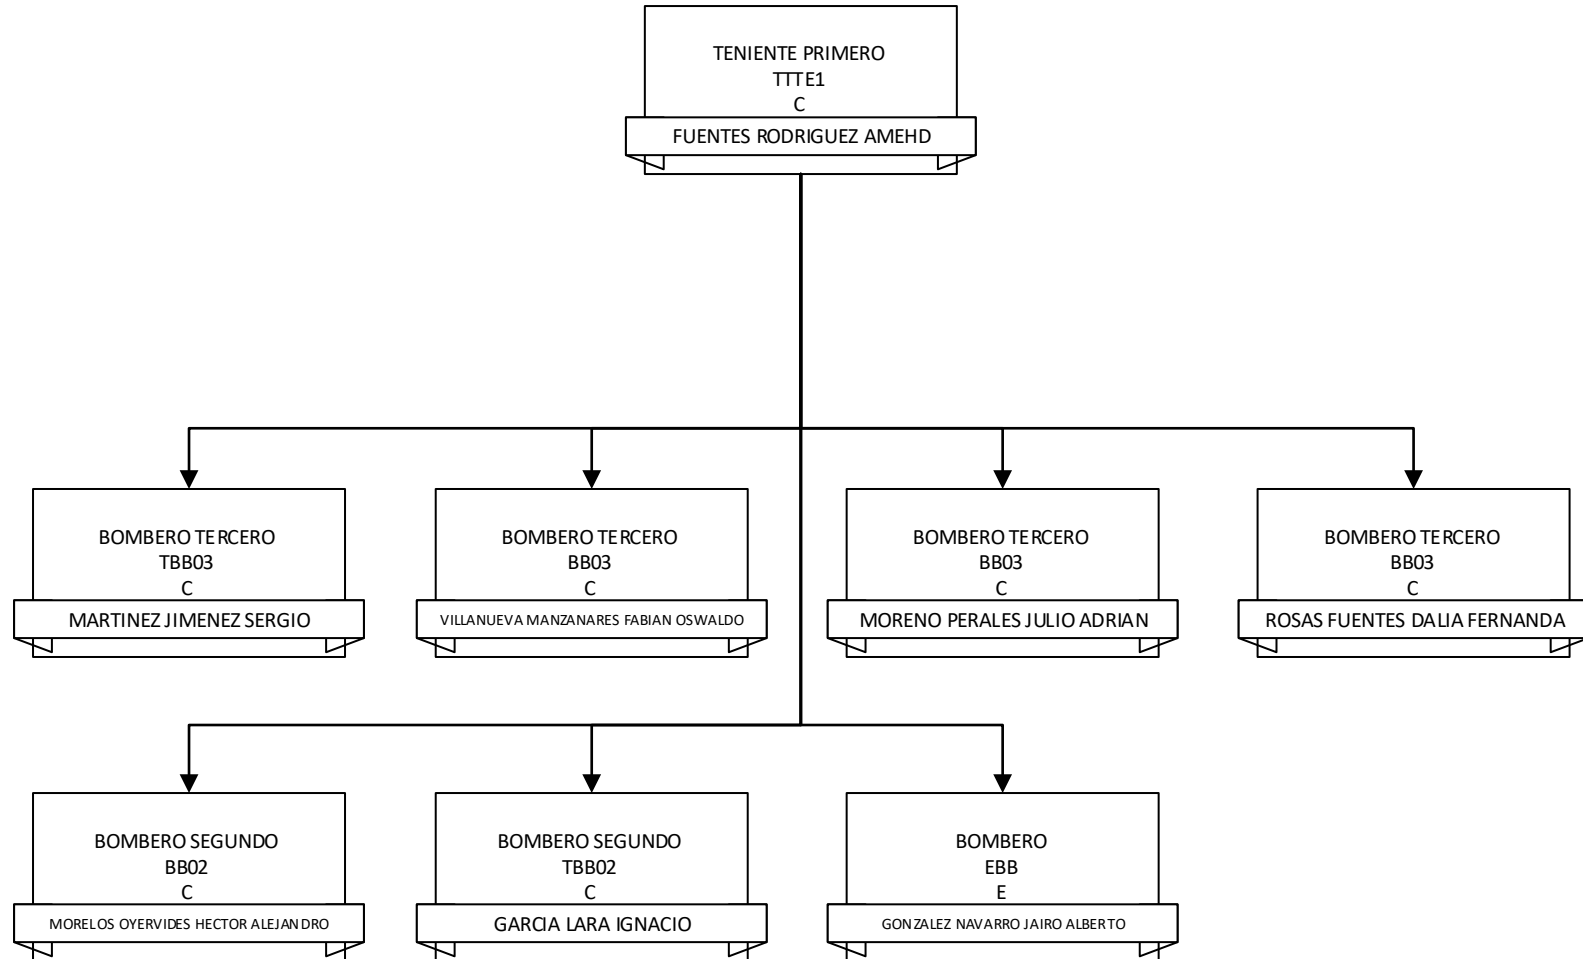 TENIENTE PRIMERO
TTTE1
C
FUENTES RODRIGUEZ AMEHD
BOMBERO TERCERO
TBB03
C
MARTINEZ JIMENEZ SERGIO
BOMBERO TERCERO
BB03
C
VILLANUEVA MANZANARES FABIAN OSWALDO
BOMBERO TERCERO
BB03
C
MORENO PERALES JULIO ADRIAN
BOMBERO TERCERO
BB03
C
ROSAS FUENTES DALIA FERNANDA
BOMBERO SEGUNDO
BB02
C
MORELOS OYERVIDES HECTOR ALEJANDRO
BOMBERO SEGUNDO
TBB02
C
GARCIA LARA IGNACIO
BOMBERO
EBB
E
GONZALEZ NAVARRO JAIRO ALBERTO